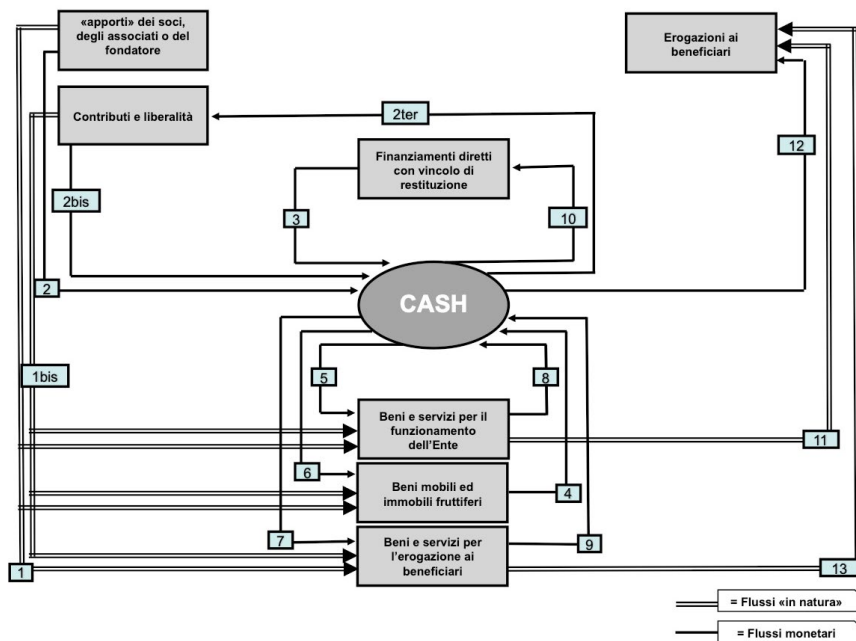 «apporti» dei soci,
degli associati o del
fondatore
Erogazioni ai
beneficiari
Contributi e liberalità
2ter
12
Finanziamenti diretti
con vincolo di
restituzione
2bis
3
10
2
CASH
1bis
5
8
Beni e servizi per il
funzionamento
dell'Ente
11
6
Beni mobili ed
immobili fruttiferi
4
7
Beni e servizi per
l'erogazione ai
beneficiari
9
1
13
= Flussi «in natura»
= Flussi monetari